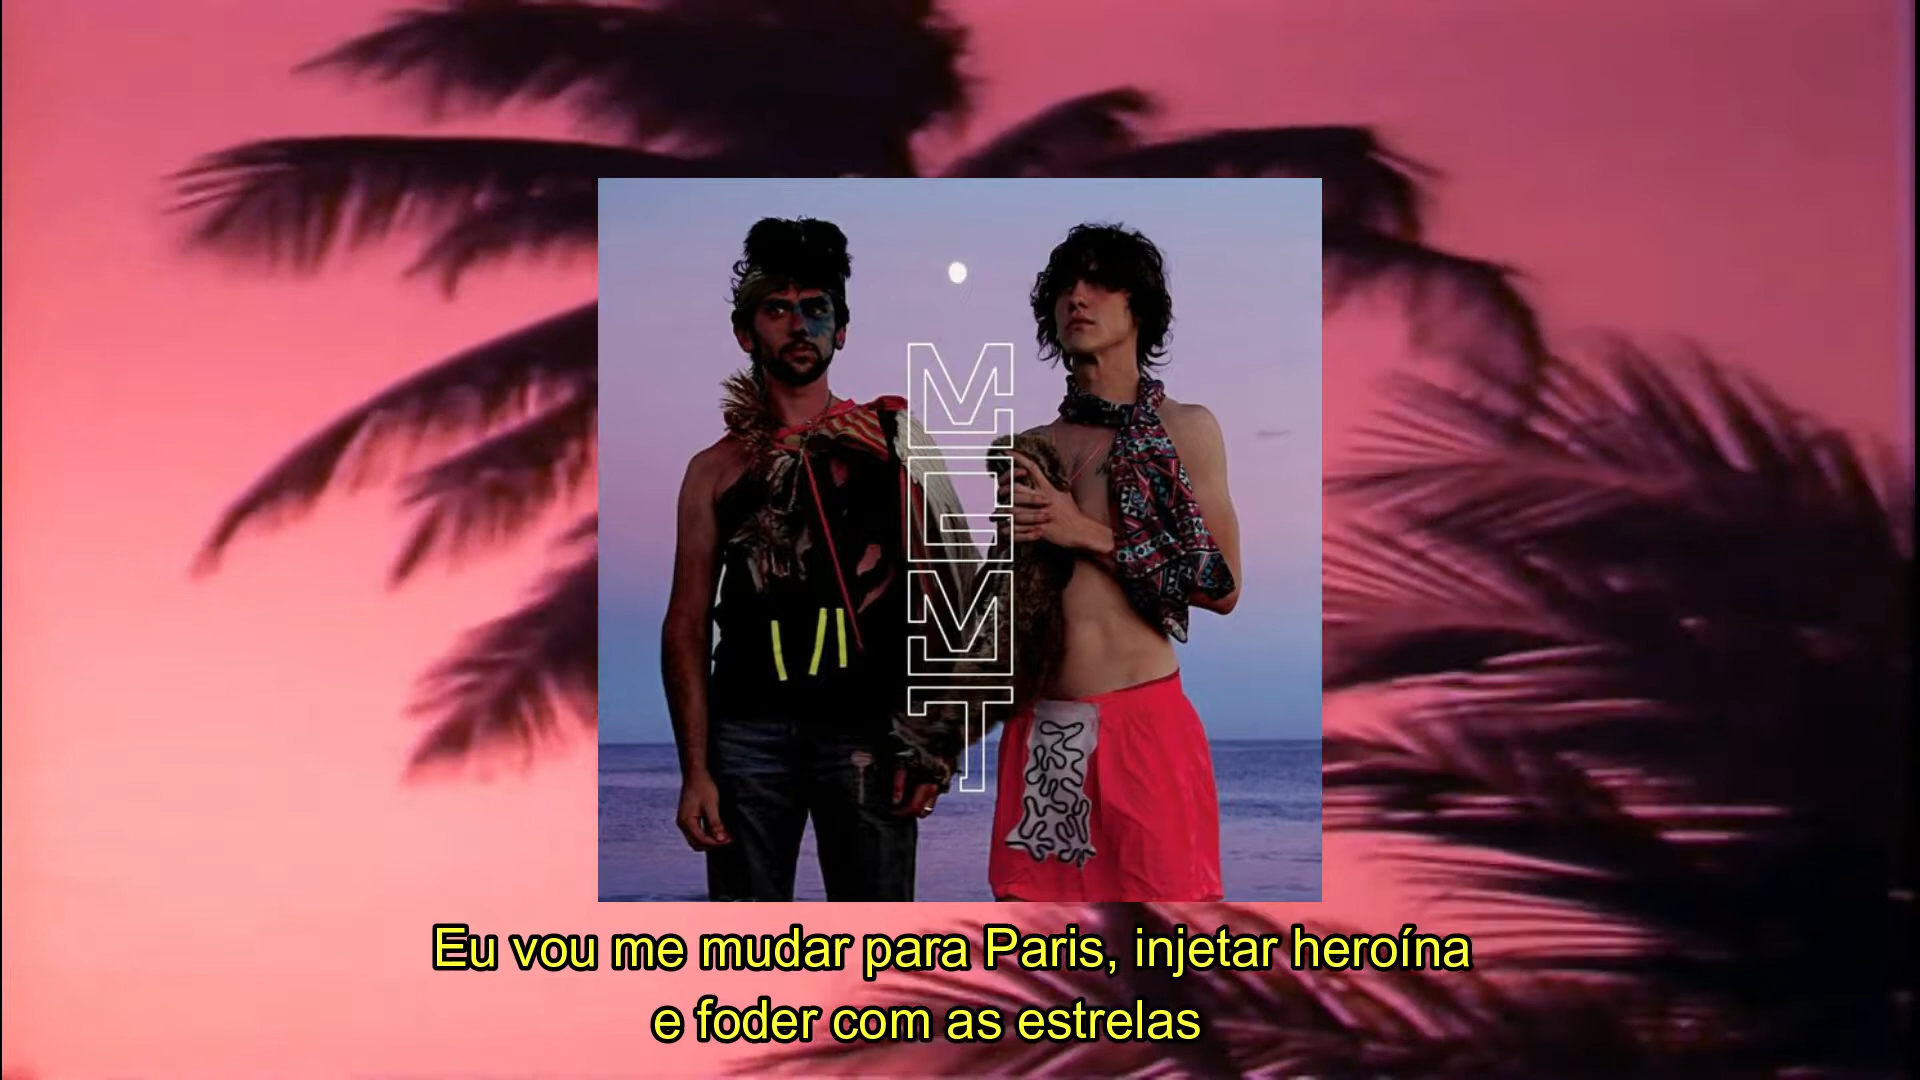 MGMT
Eu vou me mudar para Paris, injetar heroína
e foder com as estrelas